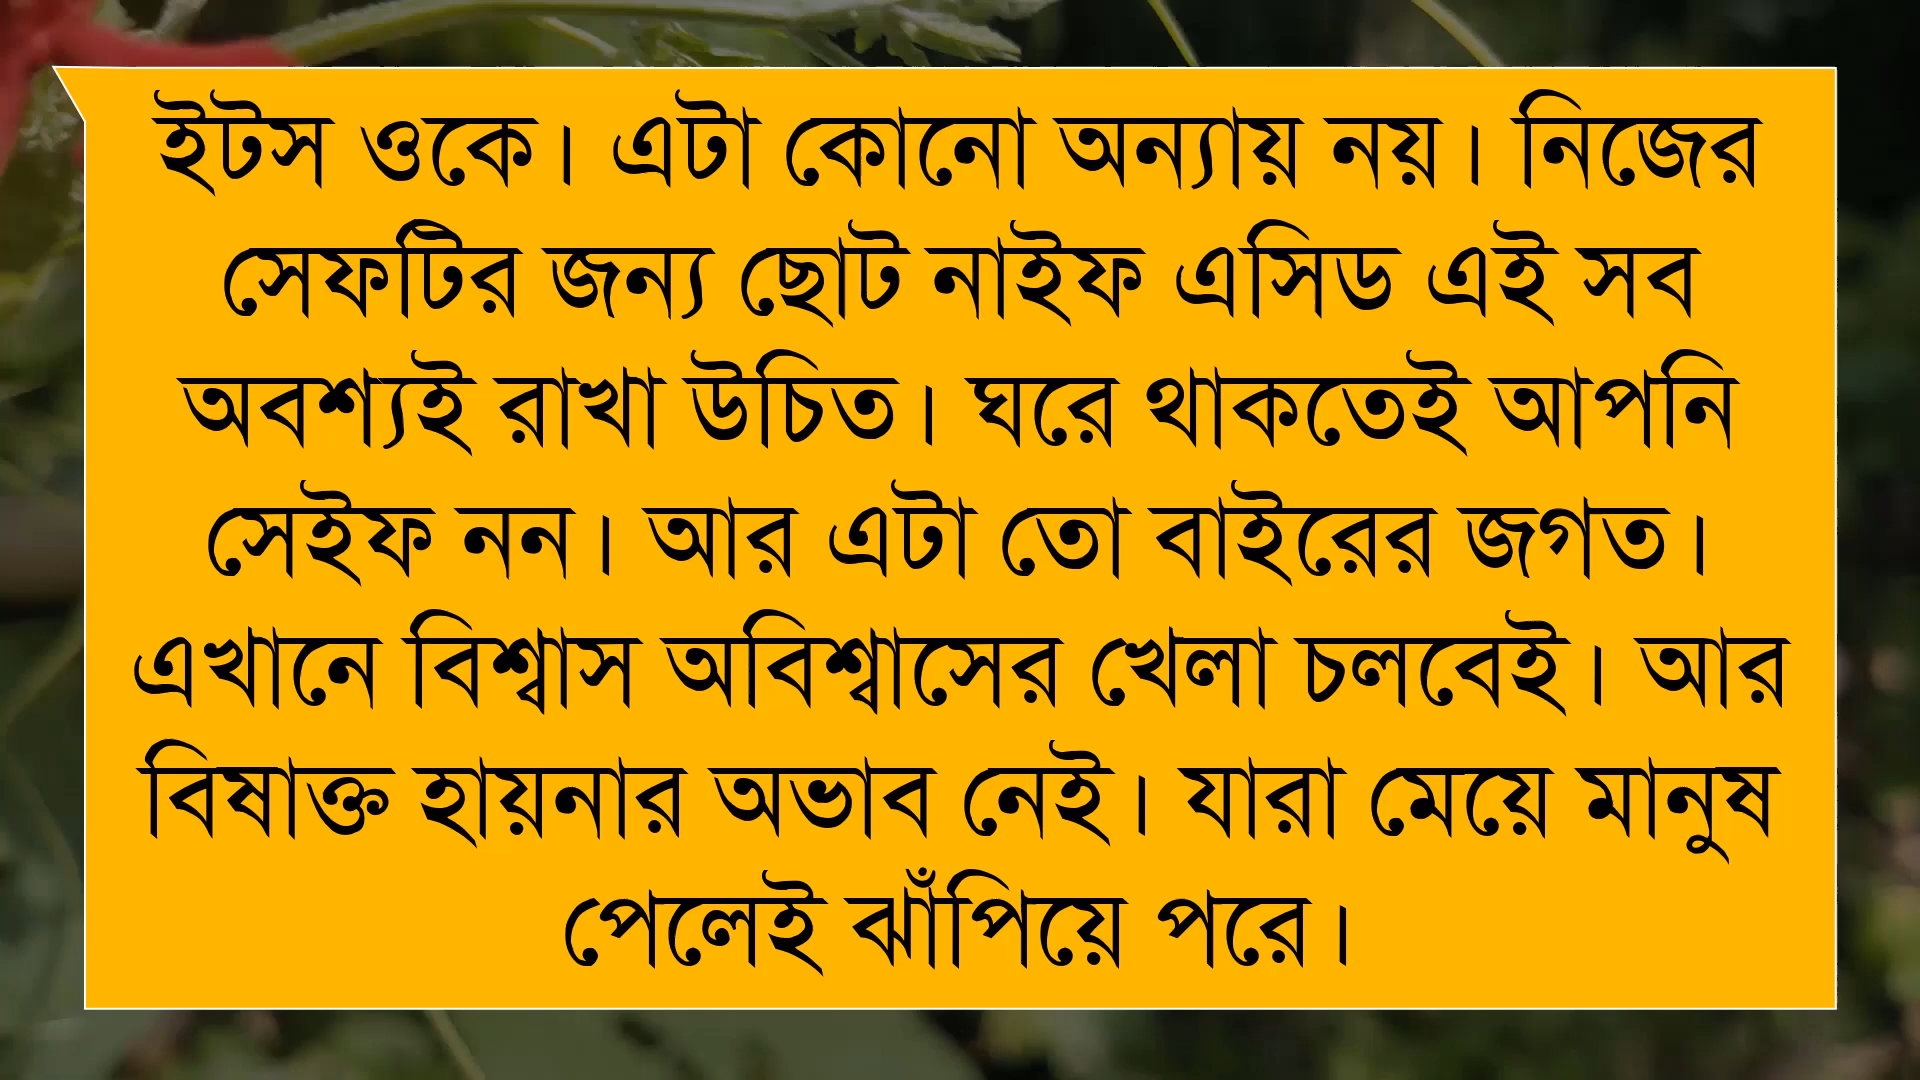 ইটস ওকে। এটা কোনো অন্যায় নয়। নিজের
সেফটির জন্য ছোট নাইফ এসিড এই সব
অবশ্যই রাখা উচিত। ঘরে থাকতেই আপনি
সেইফ নন। আর এটা তো বাইরের জগত।
এখানে বিশ্বাস অবিশ্বাসের খেলা চলবেই। আর
বিষাক্ত হায়নার অভাব নেই। যারা মেয়ে মানুষ
পেলেই ঝাঁপিয়ে পরে।